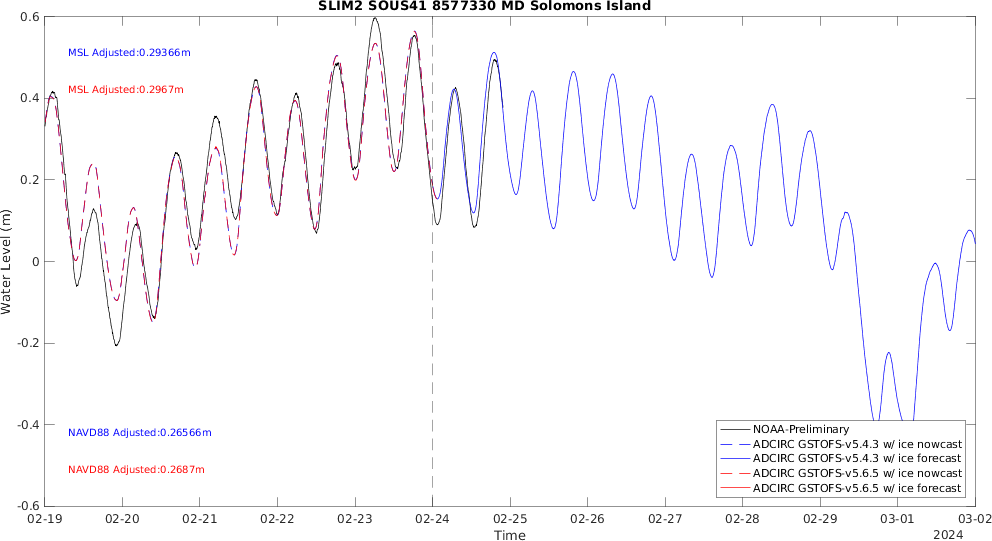 SLIM2 SOUS41 8577330 MD Solomons Island
MSL Adjusted:0.29366m
MSL Adjusted:0.2967m
NAVD88 Adjusted:0.26566m
NAVD88 Adjusted:0.2687m
Water Level (m)
0.6
0.4
0.2
0
-0.2
-0.4
-0.6
NOAA-Preliminary
ADCIRC GSTOFS-v5.4.3 w/ ice nowcast
ADCIRC GSTOFS-v5.4.3 w/ ice forecast
ADCIRC GSTOFS-v5.6.5 w/ ice nowcast
ADCIRC GSTOFS-v5.6.5 w/ ice forecast
02-19 02-20 02-21 02-22 02-23 02-24 02-25 02-26 02-27 02-28 02-29 03-01 03-02
Time
2024